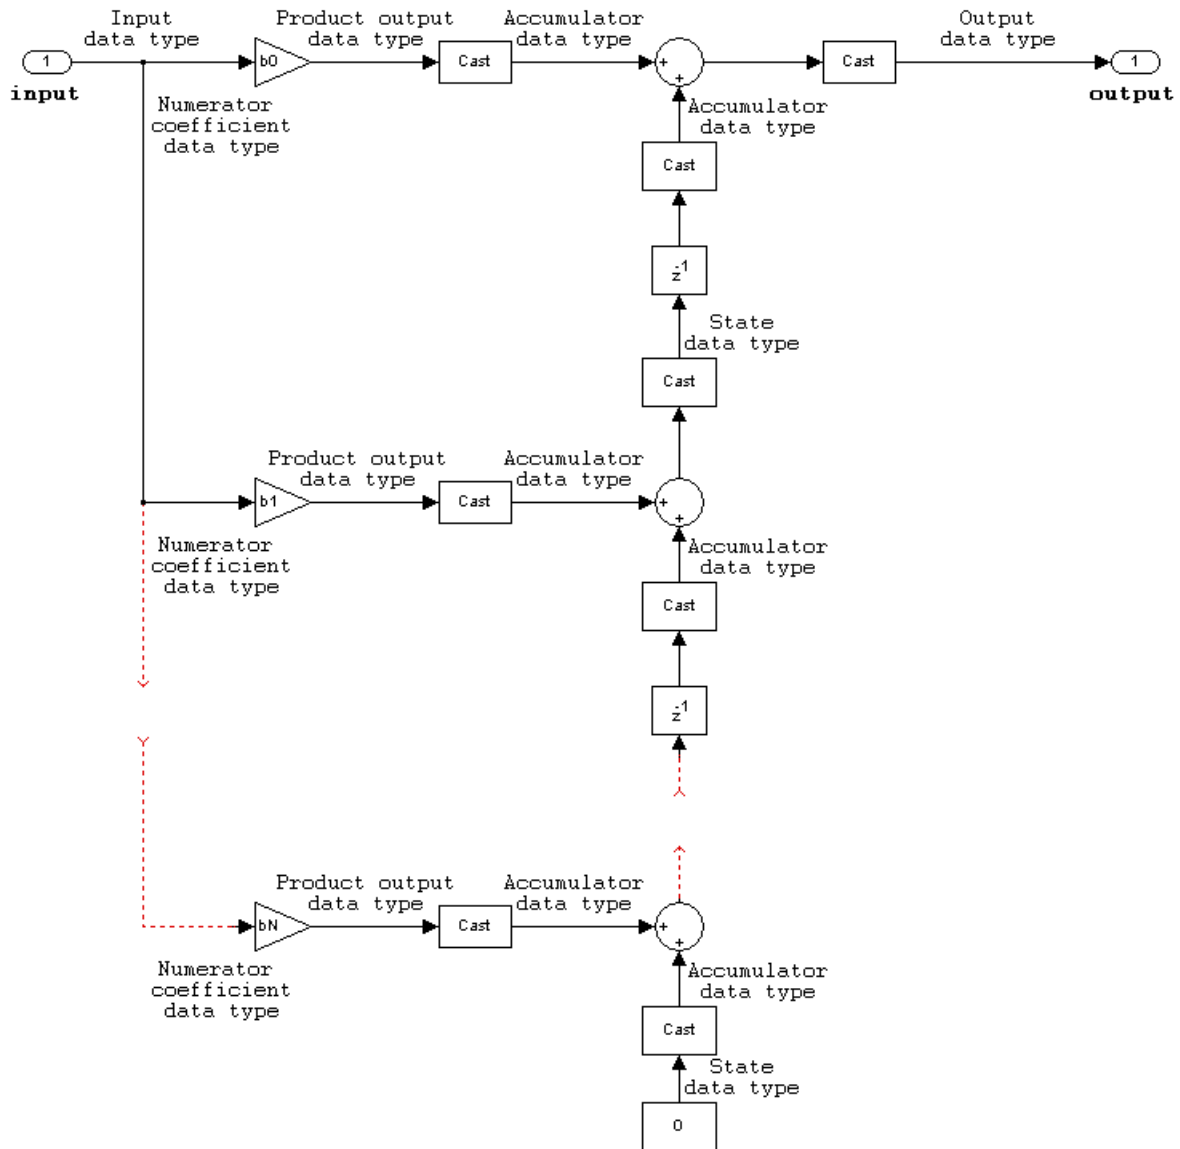 Input
data type
Product output
data type
Accumulator
data type
Output
data type
1
b0
Cast
+
+
Cast
1
input
output
Numerator
coefficient
data type
Accumulator
data type
Cast
z-1
State
data type
Cast
Product output
data type
Accumulator
data type
b1
Cast
+
+
Numerator
coefficient
data type
Accumulator
data type
Cast
z-1
Product output
data type
Accumulator
data type
bN
Cast
+
+
Numerator
coefficient
data type
Accumulator
data type
Cast
State
data type
0